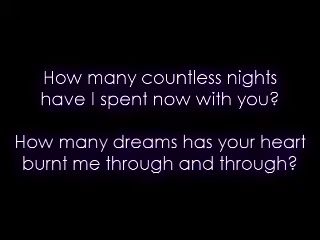 How many countless nights
have I spent now with you?
How many dreams has your heart
burnt me through and through?